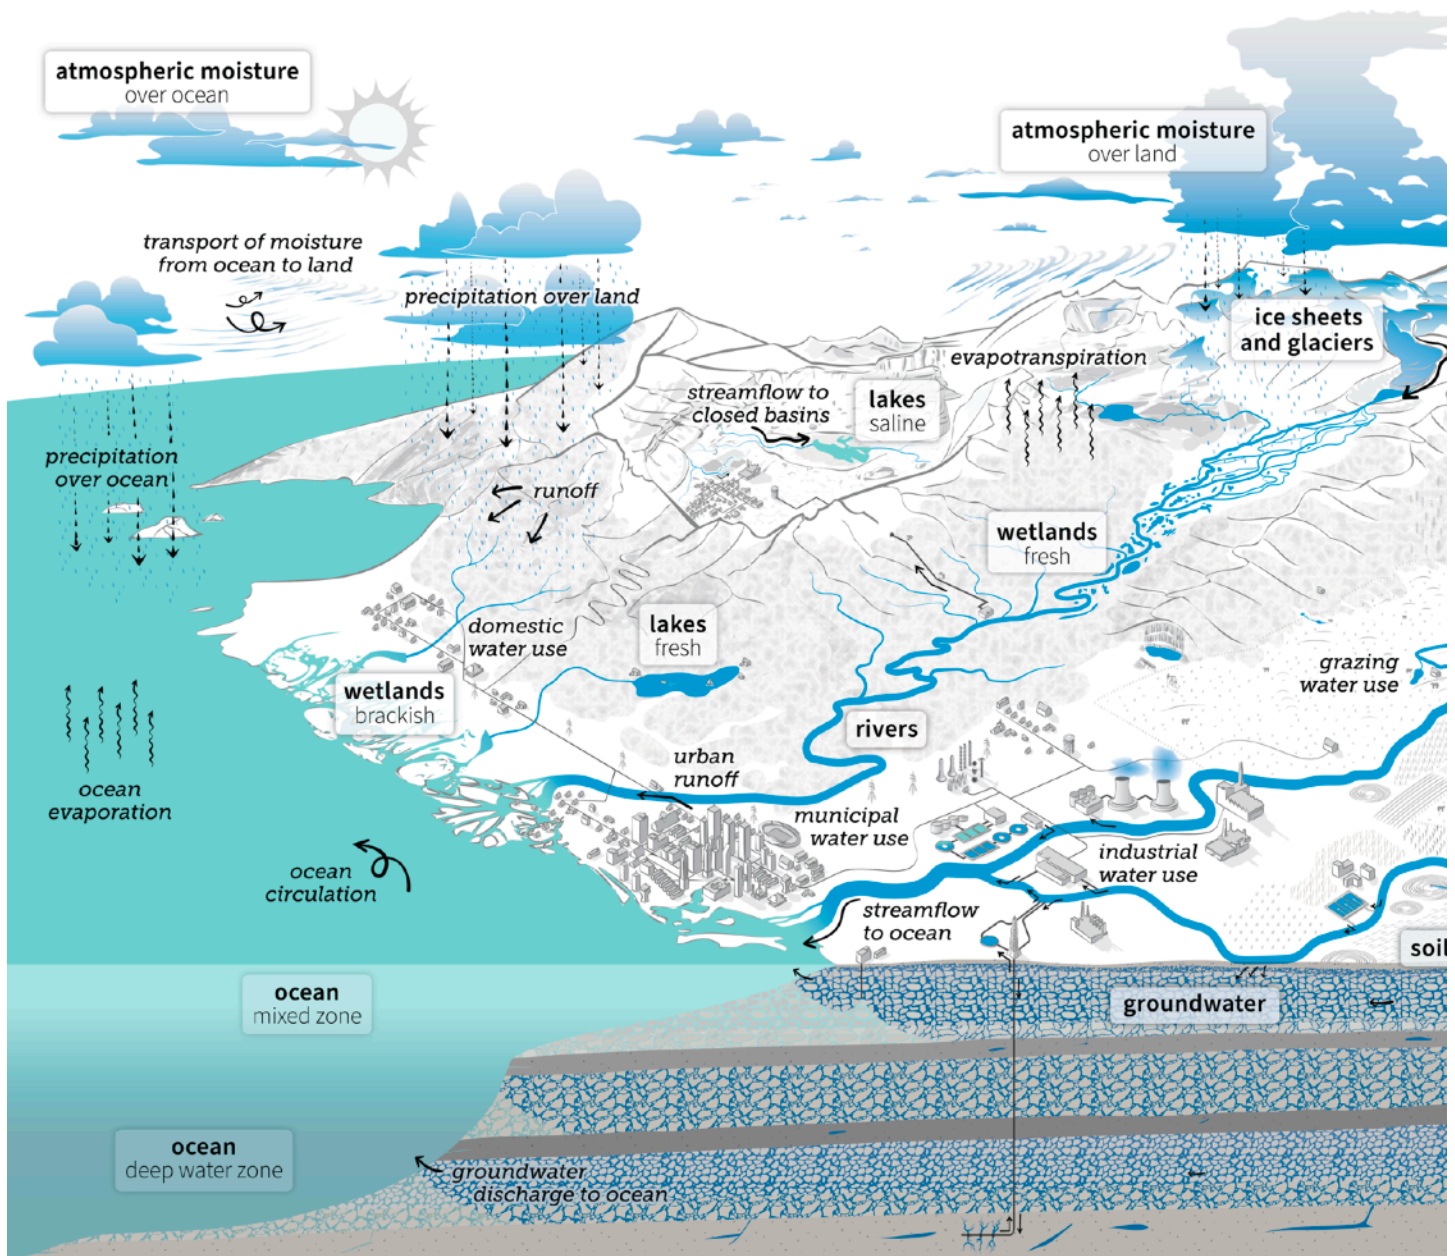 atmospheric moisture
over ocean
atmospheric moisture
over land
transport of moisture
from ocean to land
precipitation over land
ice sheets
and glaciers
evapotranspiration
streamflow to
closed basins
lakes
saline
precipitation
over ocean
runoff
wetlands
fresh
domestic
water use
lakes
fresh
grazing
water use
wetlands
brackish
rivers
urban
runoff
ocean
evaporation
municipal
water use
industrial
water use
ocean
circulation
streamflow
to ocean
soil
ocean
mixed zone
groundwater
ocean
deep water zone
groundwater
discharge to ocean